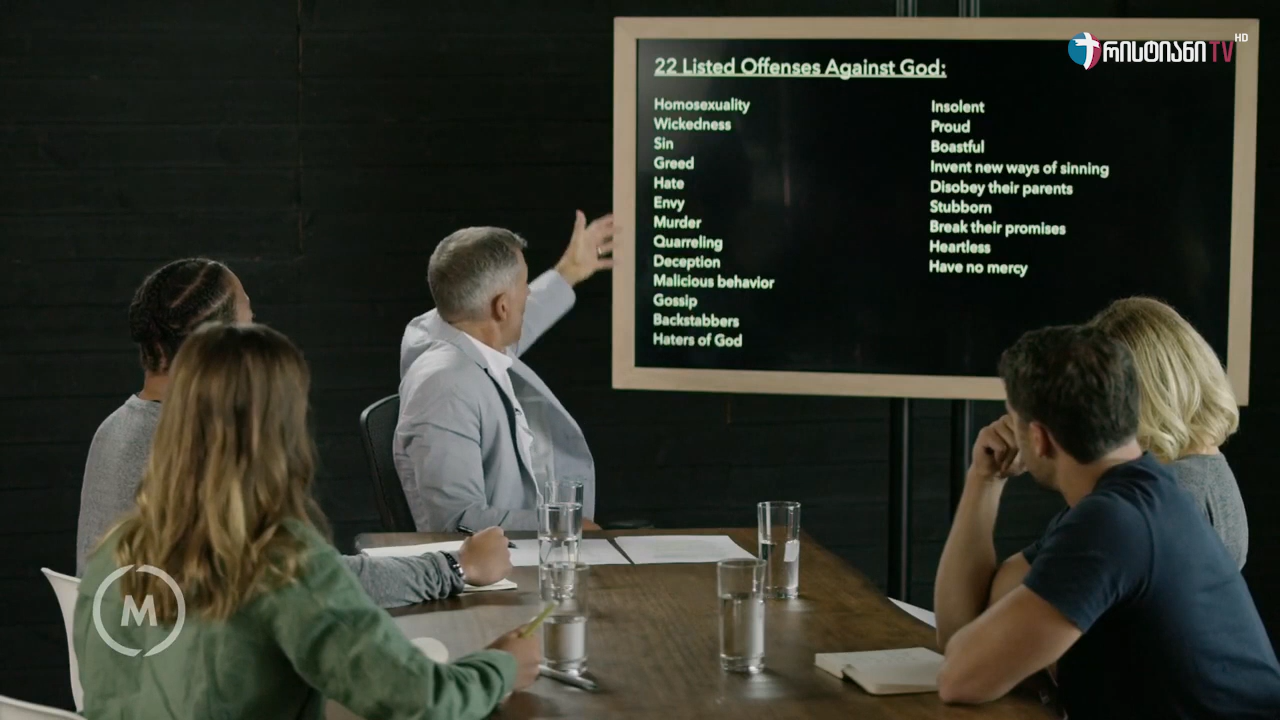 რისტიანი TV HD
22 Listed Offenses Against God:
Homosexuality
Wickedness
Sin
Greed
Hate
Envy
Murder
Quarreling
Deception
Malicious behavior
Gossip
Backstabbers
Haters of God
Insolent
Proud
Boastful
Invent new ways of sinning
Disobey their parents
Stubborn
Break their promises
Heartless
Have no mercy
M